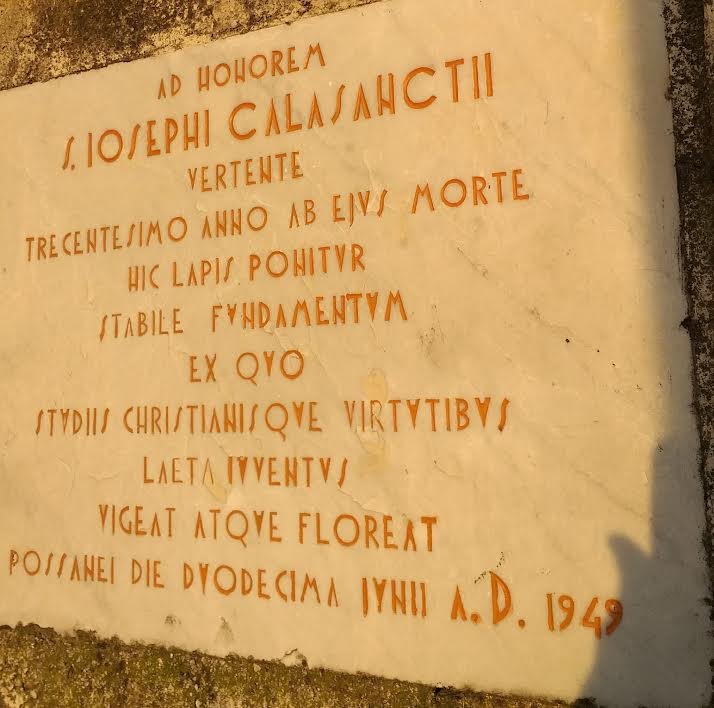 AD HONOREM
S. IOSEPHI CALASANCTII
VERTENTE
TRECENTESIMO ANNO AB EJVS MORTE
HIC LAPIS PONITVR
STABILE FVNDAMENTVM
EX QVO
STVDIIS CHRISTIANISQVE VIRTVTIBVS
LAETA IVVENTVS
VIGEAT ATQVE FLOREAT
POSSANEI DIE DVODECIMA JVNII A. D. 1949